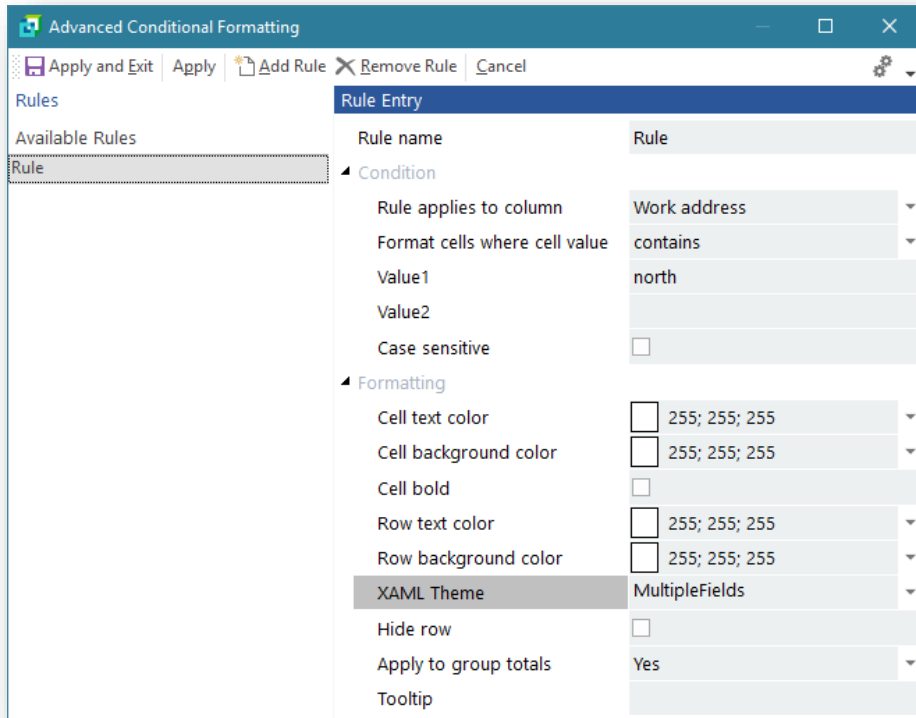 Advanced Conditional Formatting
Apply and Exit Apply Add Rule Remove Rule Cancel
Rules
Available Rules
Rule
Rule Entry
Rule name Rule
Condition
Rule applies to column Work address
Format cells where cell value contains
Value1 north
Value2
Case sensitive
Formatting
Cell text color 255; 255; 255
Cell background color 255; 255; 255
Cell bold
Row text color 255; 255; 255
Row background color 255; 255; 255
XAML Theme MultipleFields
Hide row
Apply to group totals Yes
Tooltip